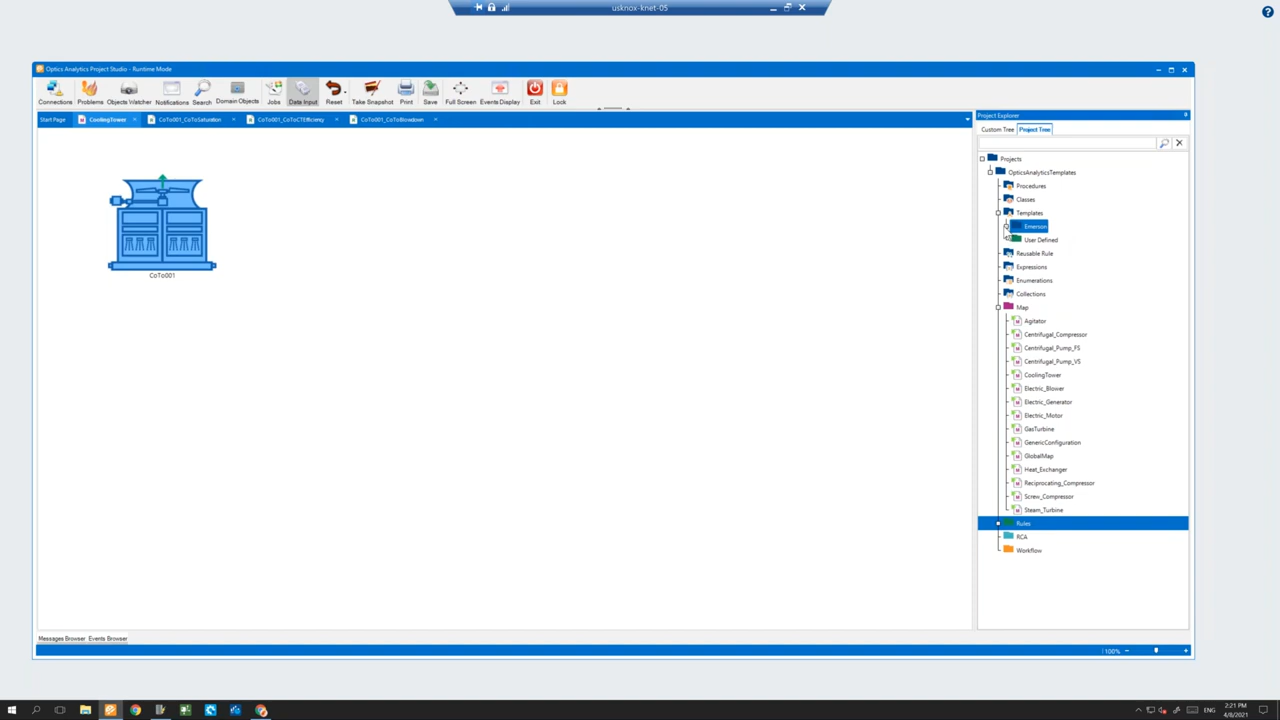 usknox-knet-05
Optics Analytics Project Studio - Runtime Mode
Connections Problems Objects Watcher Notifications Search Domain Objects Jobs Data Input Reset Take Snapshot Print Save Full Screen Events Display Exit Lock
Start Page CoolingTower CoTo001_CoToSaturation CoTo001_CoToCTEfficiency CoTo001_CoToBlowdown
CoTo001
Project Explorer
Custom Tree Project Tree
Projects
OpticsAnalyticsTemplates
Procedures
Classes
Templates
Emerson
User Defined
Reusable Rule
Expressions
Enumerations
Collections
Map
Agitator
Centrifugal_Compressor
Centrifugal_Pump_FS
Centrifugal_Pump_VS
CoolingTower
Electric_Blower
Electric_Generator
Electric_Motor
GasTurbine
GenericConfiguration
GlobalMap
Heat_Exchanger
Reciprocating_Compressor
Screw_Compressor
Steam_Turbine
Rules
RCA
Workflow
Messages Browser Events Browser
100%
ENG
2:21 PM
4/8/2021